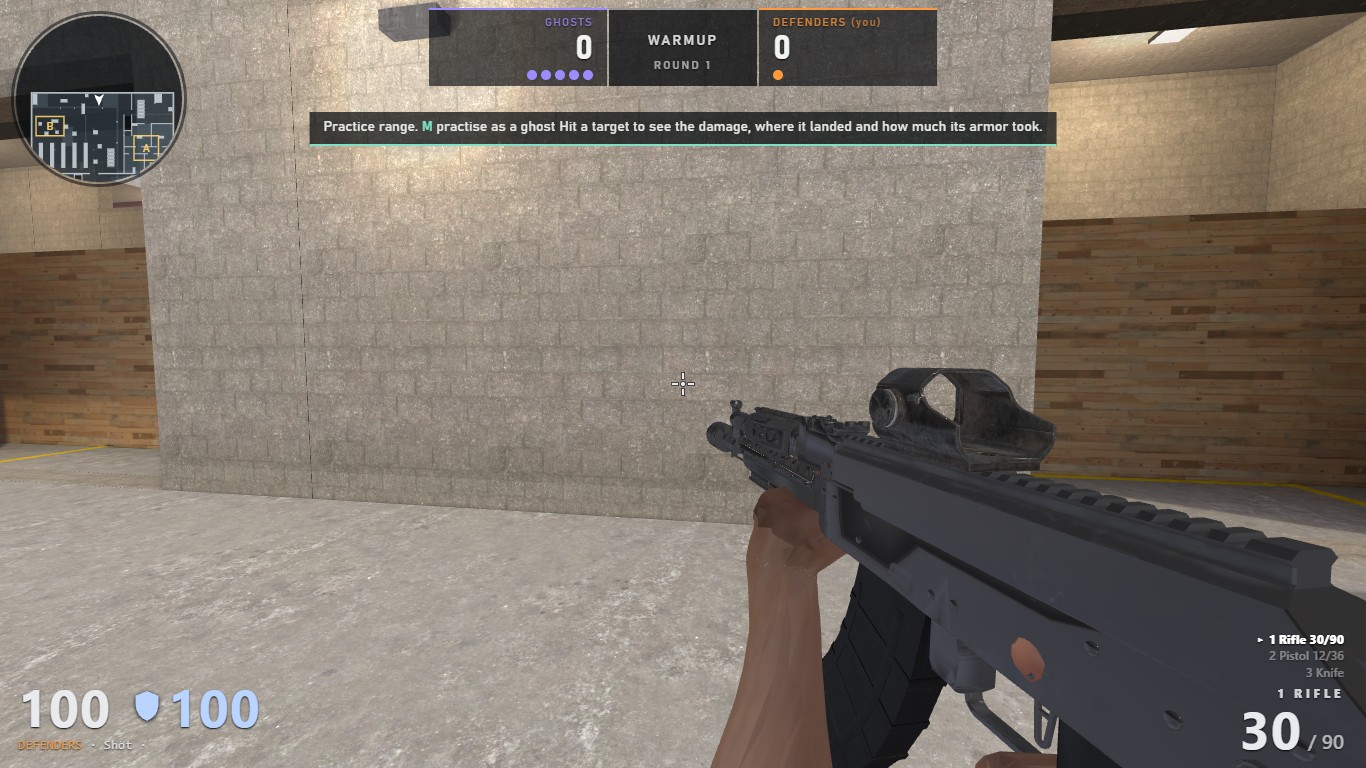 GHOSTS
0
WARMUP
ROUND 1
DEFENDERS (you)
0
Practice range. M practise as a ghost Hit a target to see the damage, where it landed and how much its armor took.
B
A
1 Rifle 30/90
2 Pistol 12/36
3 Knife
1 RIFLE
30 / 90
100 100
DEFENDERS · Shot ·